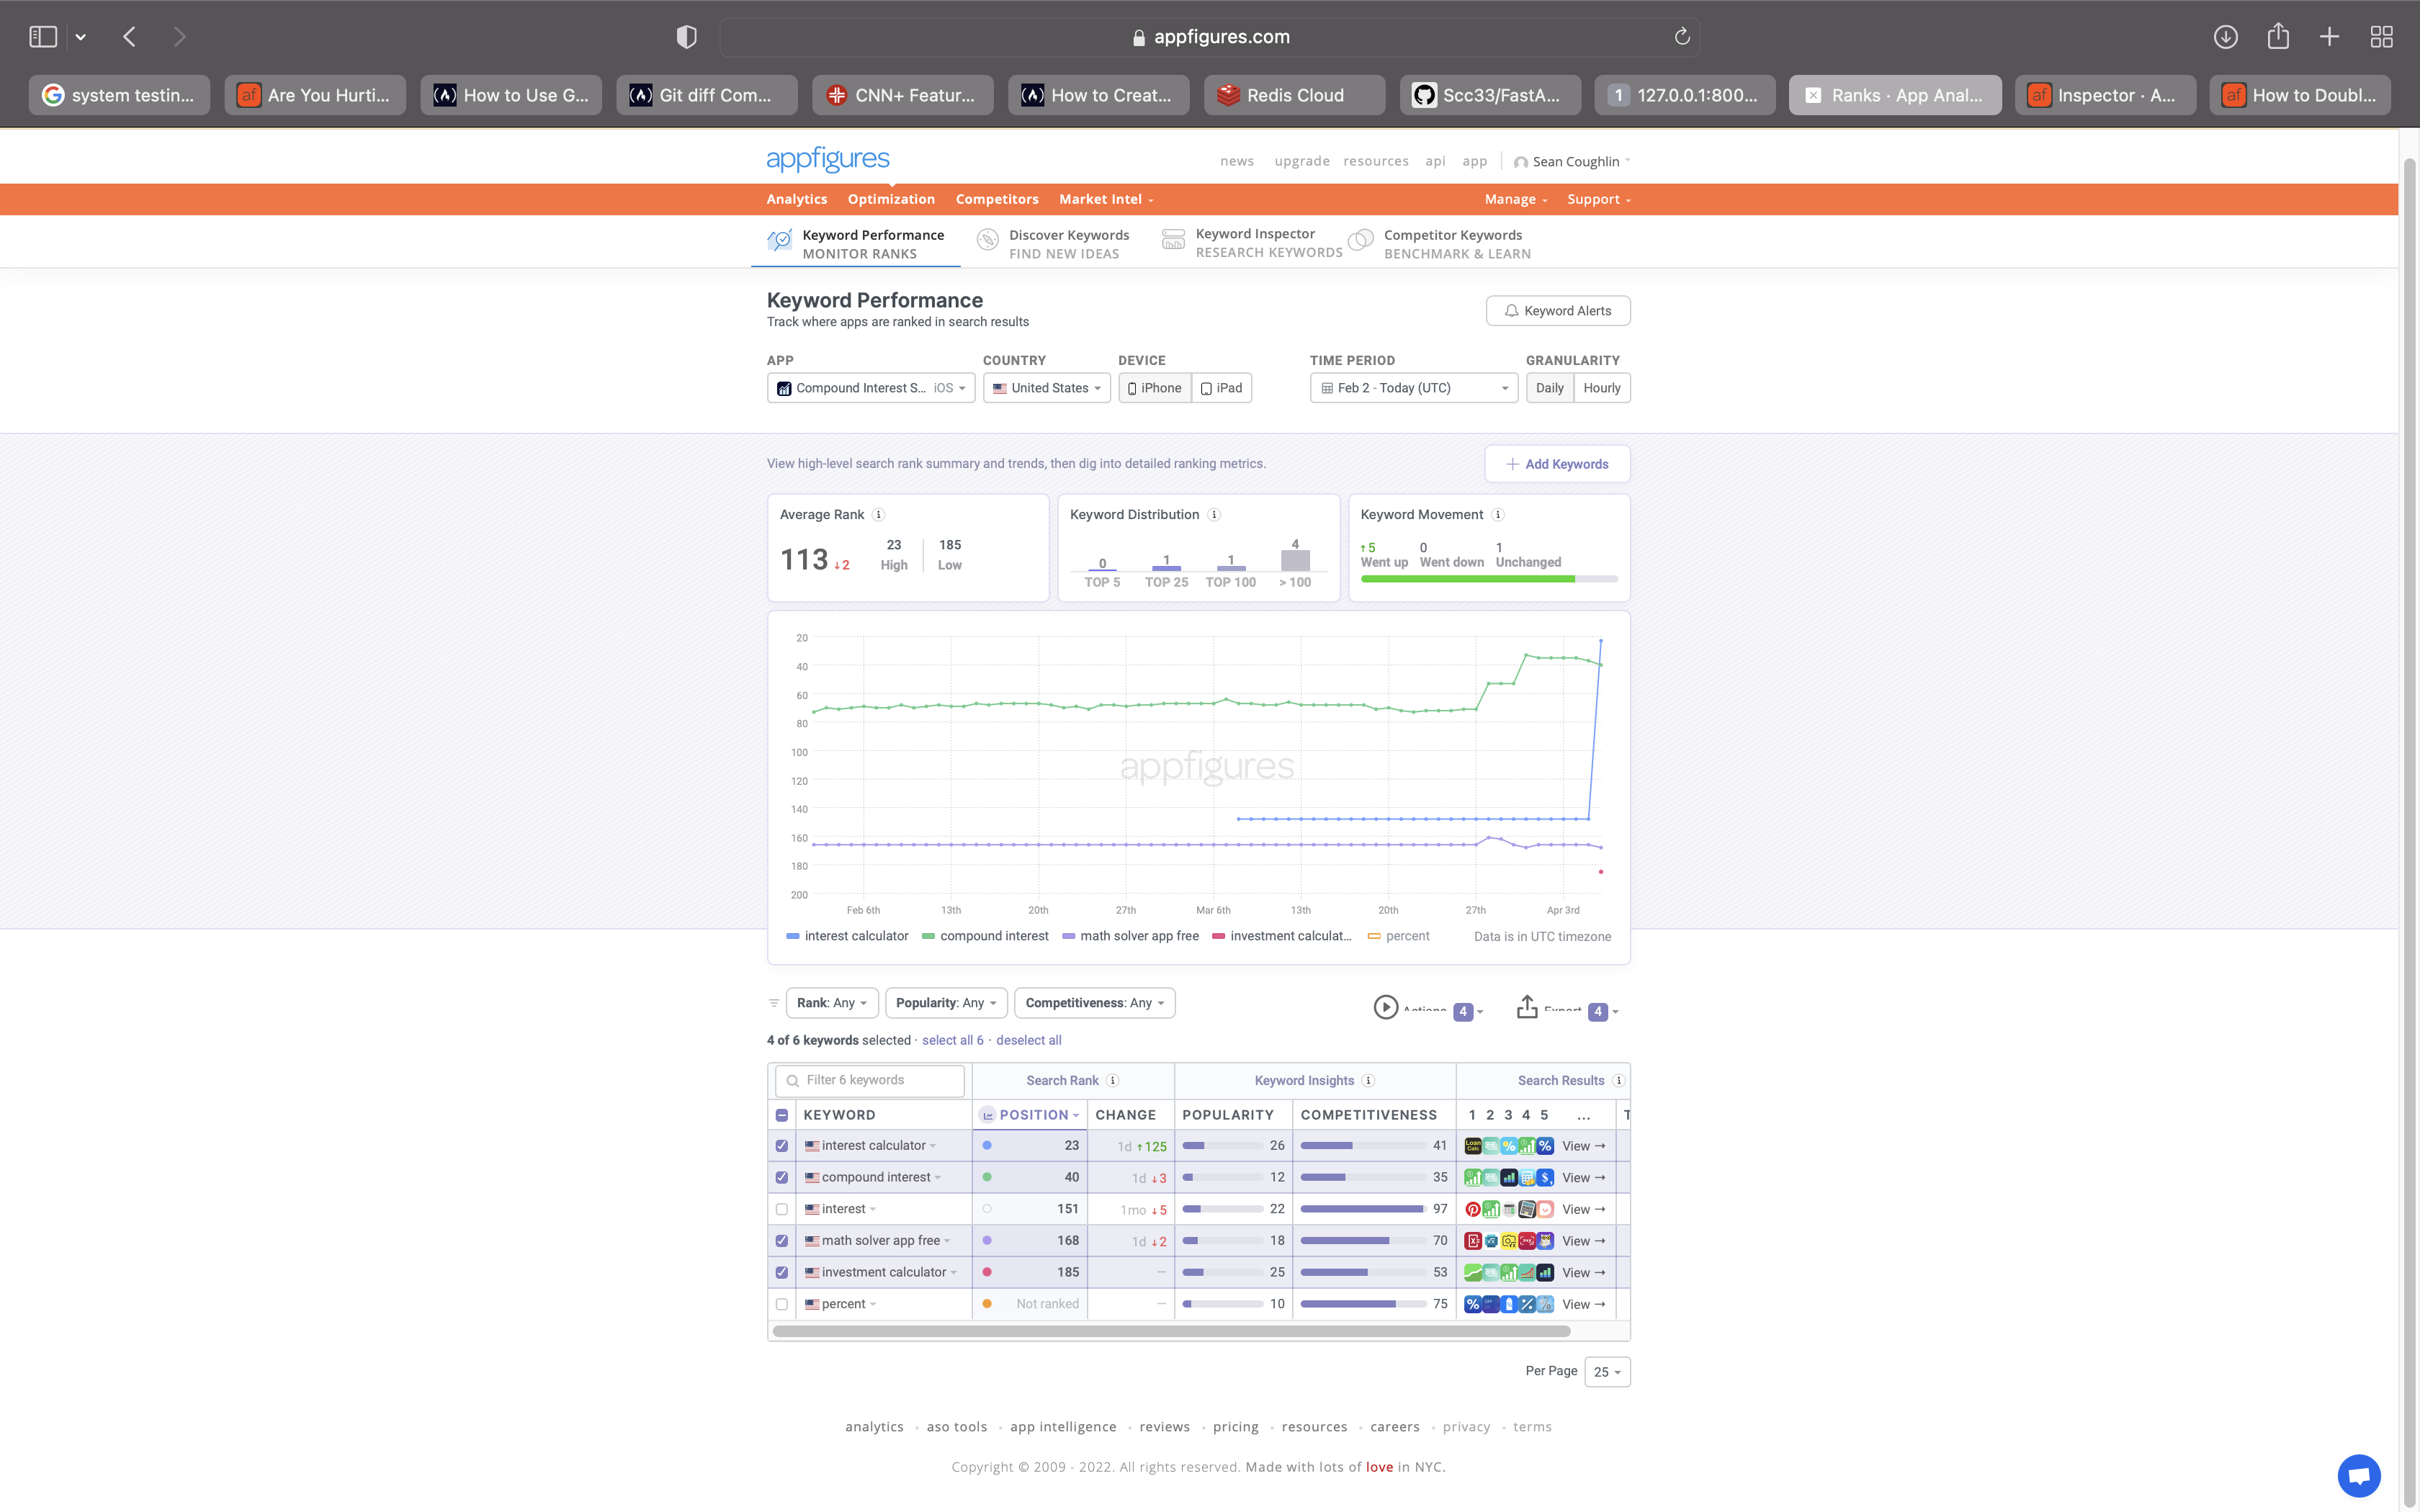 appfigures.com
system testin...
Are You Hurti...
How to Use G...
Git diff Com...
CNN+ Featur...
How to Creat...
Redis Cloud
Scc33/FastA...
1 127.0.0.1:800...
Ranks · App Anal...
Inspector · A...
How to Doubl...
appfigures
news upgrade resources api app Sean Coughlin
Analytics Optimization Competitors Market Intel Manage Support
Keyword Performance
MONITOR RANKS
Discover Keywords
FIND NEW IDEAS
Keyword Inspector
RESEARCH KEYWORDS
Competitor Keywords
BENCHMARK & LEARN
Keyword Performance
Track where apps are ranked in search results
Keyword Alerts
APP COUNTRY DEVICE TIME PERIOD GRANULARITY
Compound Interest S... iOS United States iPhone iPad Feb 2 - Today (UTC) Daily Hourly
View high-level search rank summary and trends, then dig into detailed ranking metrics.
+ Add Keywords
Average Rank
113 ↓2
23 High
185 Low
Keyword Distribution
0 1 1 4
TOP 5 TOP 25 TOP 100 > 100
Keyword Movement
↑5 0 1
Went up Went down Unchanged
20
40
60
80
100
120
140
160
180
200
appfigures
Feb 6th 13th 20th 27th Mar 6th 13th 20th 27th Apr 3rd
interest calculator compound interest math solver app free investment calculat... percent Data is in UTC timezone
Rank: Any Popularity: Any Competitiveness: Any Actions 4 Export 4
4 of 6 keywords selected · select all 6 · deselect all
Filter 6 keywords Search Rank Keyword Insights Search Results
KEYWORD POSITION CHANGE POPULARITY COMPETITIVENESS 1 2 3 4 5 ... T
interest calculator 23 1d ↑125 26 41 View →
compound interest 40 1d ↓3 12 35 View →
interest 151 1mo ↓5 22 97 View →
math solver app free 168 1d ↓2 18 70 View →
investment calculator 185 – 25 53 View →
percent Not ranked – 10 75 View →
Per Page 25
analytics · aso tools · app intelligence · reviews · pricing · resources · careers · privacy · terms
Copyright © 2009 - 2022. All rights reserved. Made with lots of love in NYC.